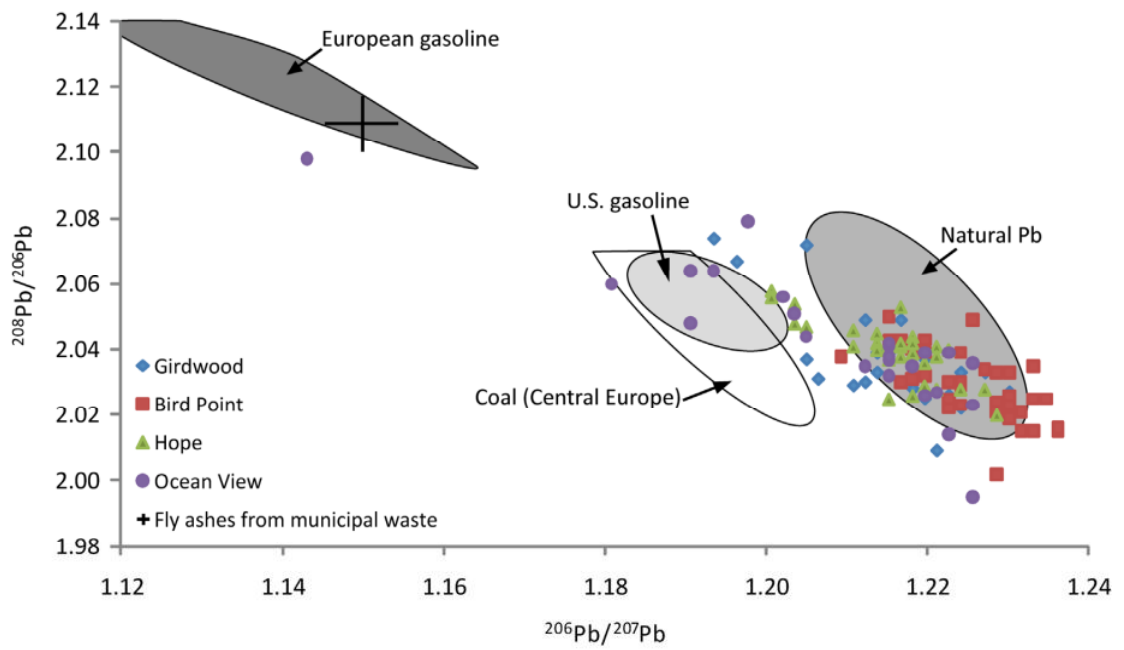 2.14
European gasoline
2.12
2.10
U.S. gasoline
2.08
Natural Pb
2.06
208Pb/206Pb
2.04
Girdwood
Bird Point
Coal (Central Europe)
2.02
Hope
Ocean View
2.00
Fly ashes from municipal waste
1.98
1.12 1.14 1.16 1.18 1.20 1.22 1.24
206Pb/207Pb